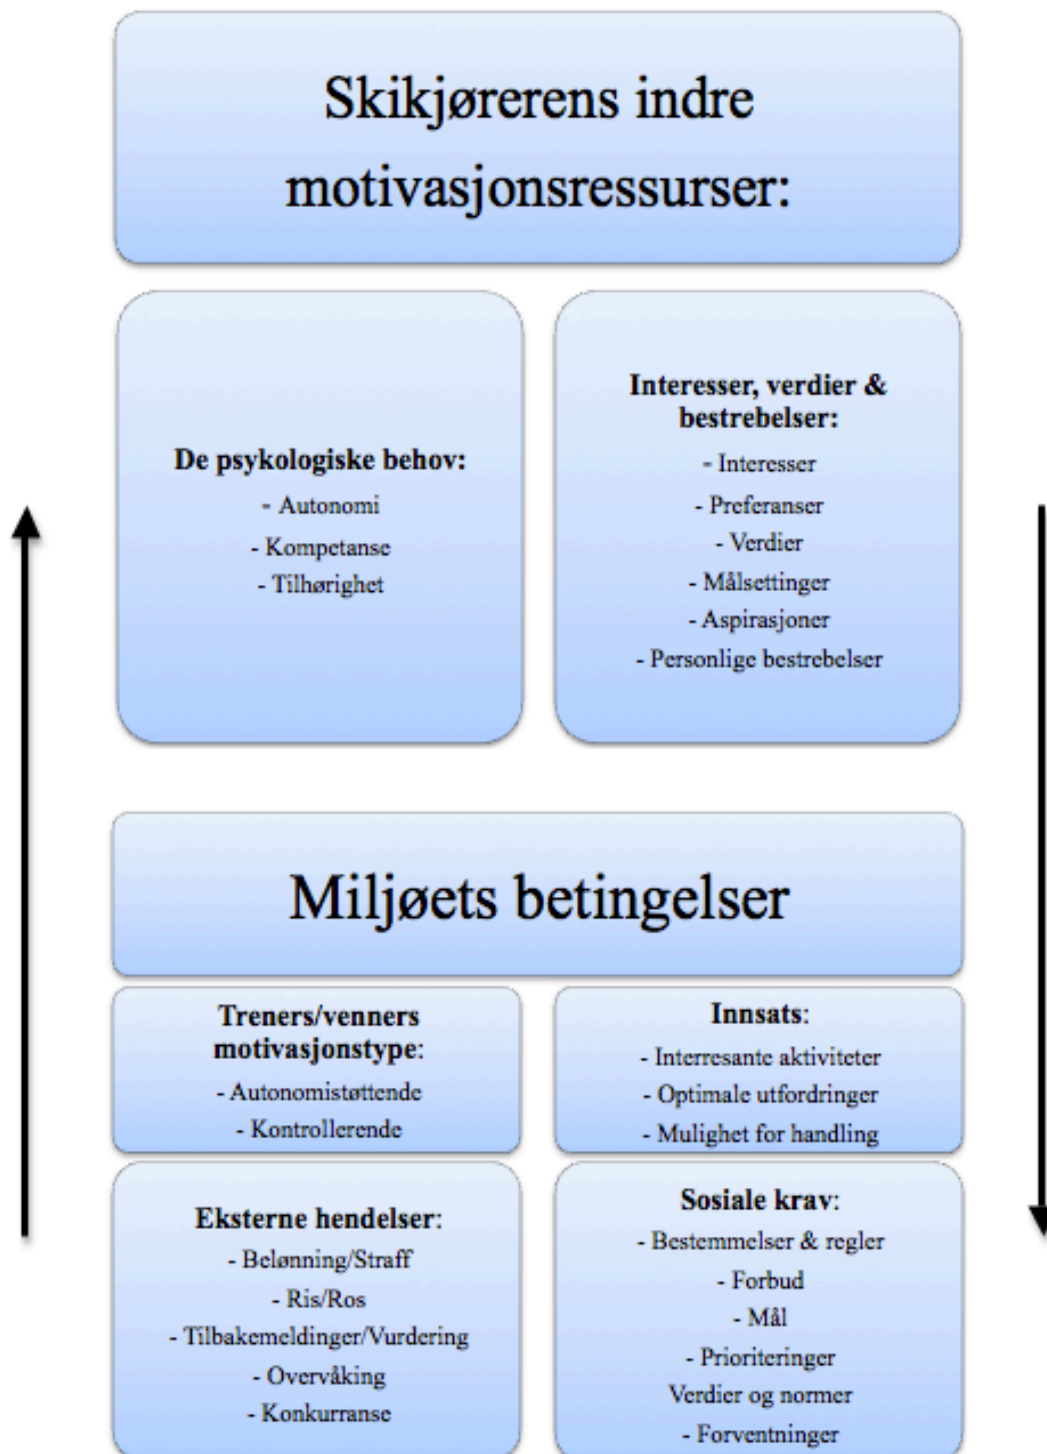 Skikjørerens indre
motivasjonsressurser:
De psykologiske behov:
- Autonomi
- Kompetanse
- Tilhørighet
Interesser, verdier &
bestrebelser:
- Interesser
- Preferanser
- Verdier
- Målsettinger
- Aspirasjoner
- Personlige bestrebelser
Miljøets betingelser
Treners/venners
motivasjonstype:
- Autonomistøttende
- Kontrollerende
Innsats:
- Interresante aktiviteter
- Optimale utfordringer
- Mulighet for handling
Eksterne hendelser:
- Belønning/Straff
- Ris/Ros
- Tilbakemeldinger/Vurdering
- Overvåking
- Konkurranse
Sosiale krav:
- Bestemmelser & regler
- Forbud
- Mål
- Prioriteringer
Verdier og normer
- Forventninger